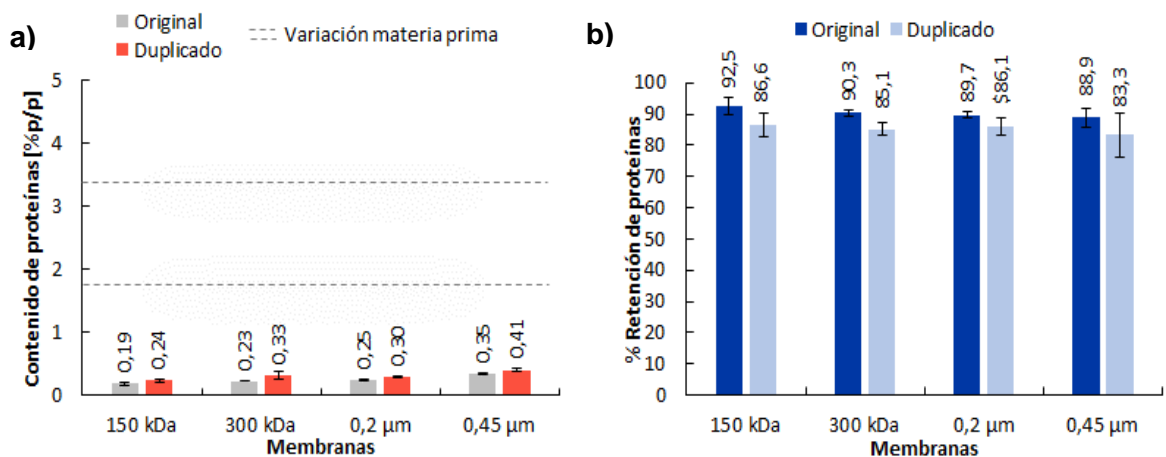 a)
Original
Duplicado
Variación materia prima
Contenido de proteínas [%p/p]
5
4
3
2
1
0
0,19
0,24
0,23
0,33
0,25
0,30
0,35
0,41
150 kDa
300 kDa
0,2 µm
0,45 µm
Membranas
b)
Original
Duplicado
% Retención de proteínas
100
90
80
70
60
50
40
30
20
10
0
92,5
86,6
90,3
85,1
89,7
$86,1
88,9
83,3
150 kDa
300 kDa
0,2 µm
0,45 µm
Membranas